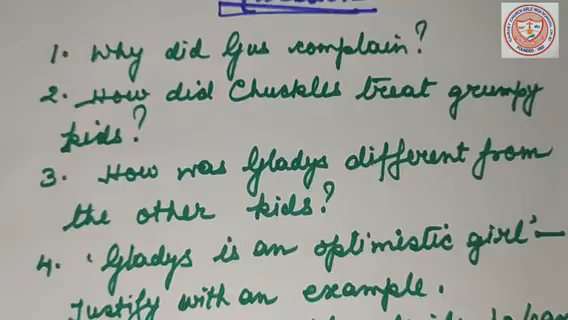 1. Why did Gus complain?
2. How did Chuckles treat grumpy
kids?
3. How was Gladys different from
the other kids?
4. 'Gladys is an optimistic girl' —
Justify with an example.